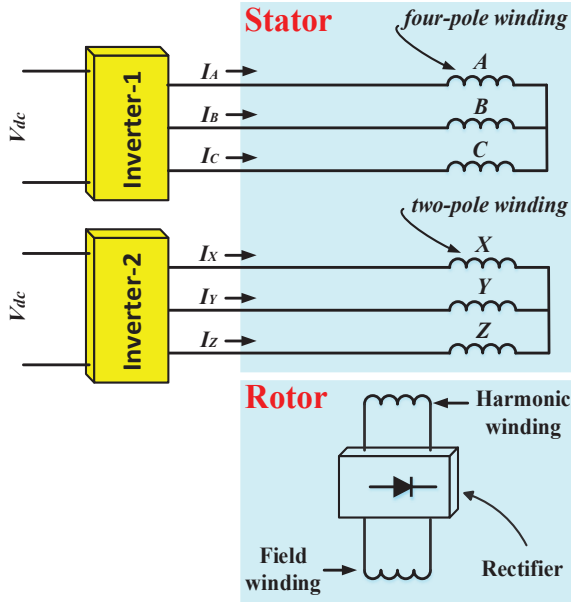 Stator
four-pole winding
Vdc
Inverter-1
IA
IB
IC
A
B
C
two-pole winding
Vdc
Inverter-2
IX
IY
IZ
X
Y
Z
Rotor
Harmonic
winding
Field
winding
Rectifier